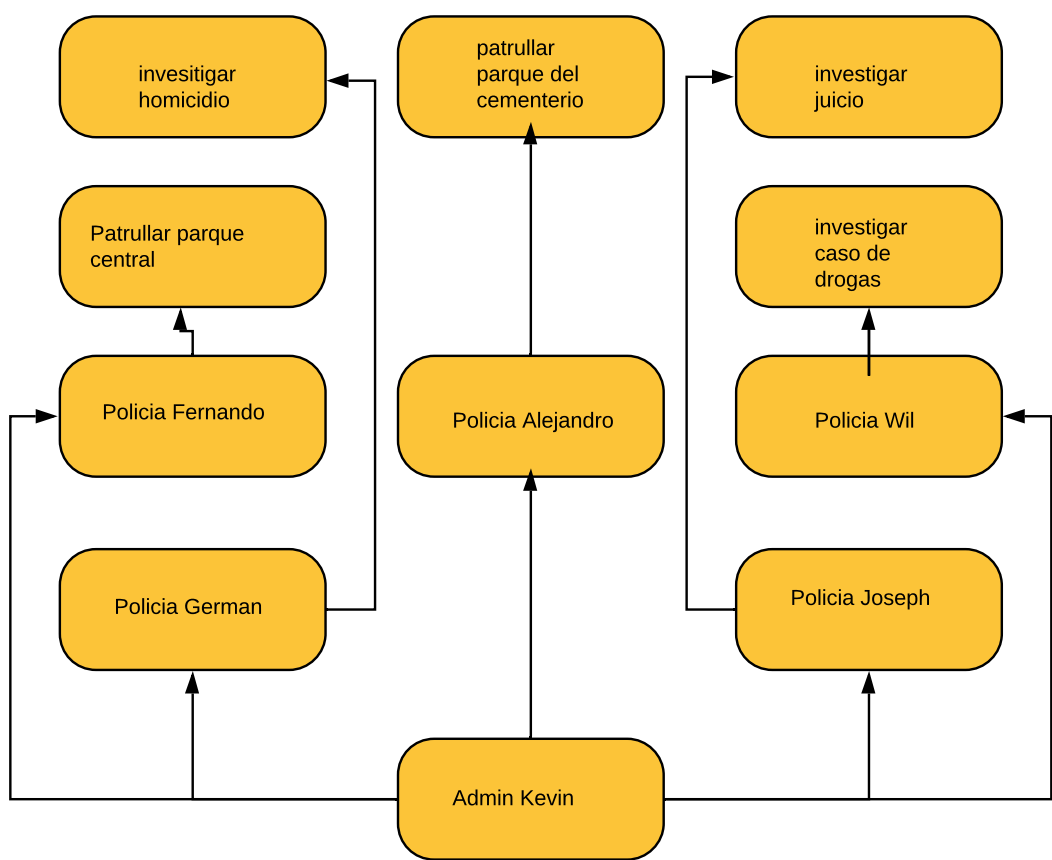 invesitigar
homicidio
patrullar
parque del
cementerio
investigar
juicio
Patrullar parque
central
investigar
caso de
drogas
Policia Fernando
Policia Alejandro
Policia Wil
Policia German
Policia Joseph
Admin Kevin